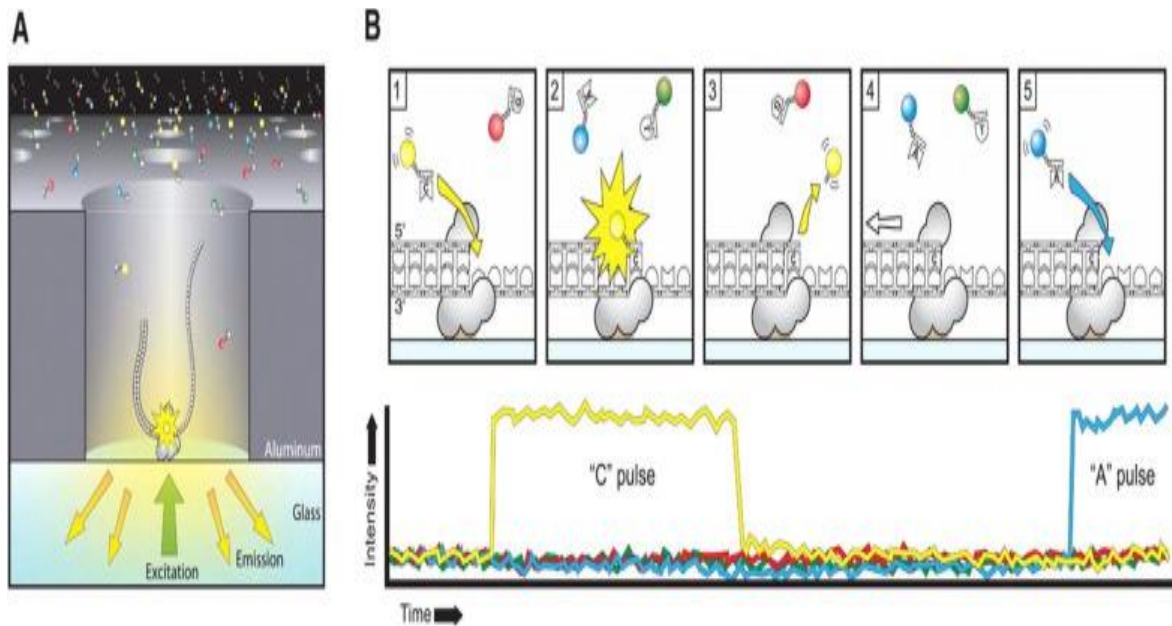 A
Aluminum
Glass
Emission
Excitation
B
1
2
3
4
5
C
G
A
T
C
G
C
A
T
C
A
5'
3'
Intensity
"C" pulse
"A" pulse
Time